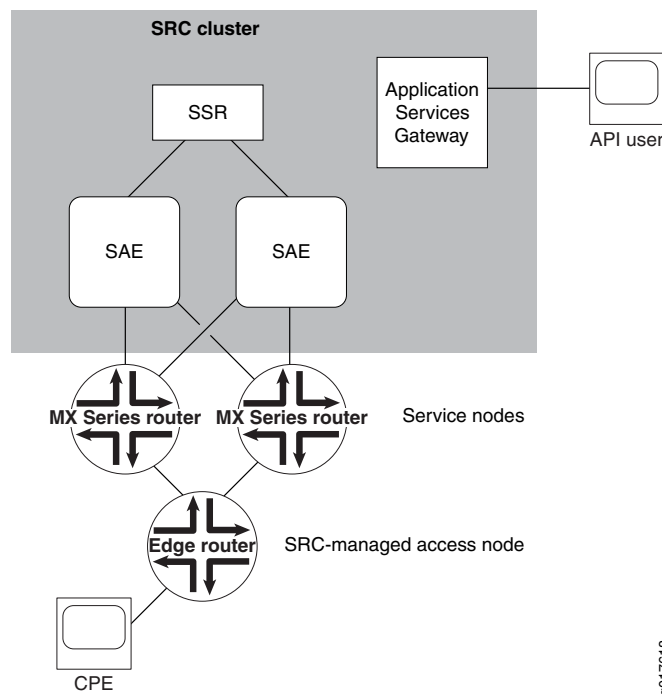 SRC cluster
SSR
Application
Services
Gateway
API user
SAE
SAE
MX Series router
MX Series router
Service nodes
Edge router
SRC-managed access node
CPE